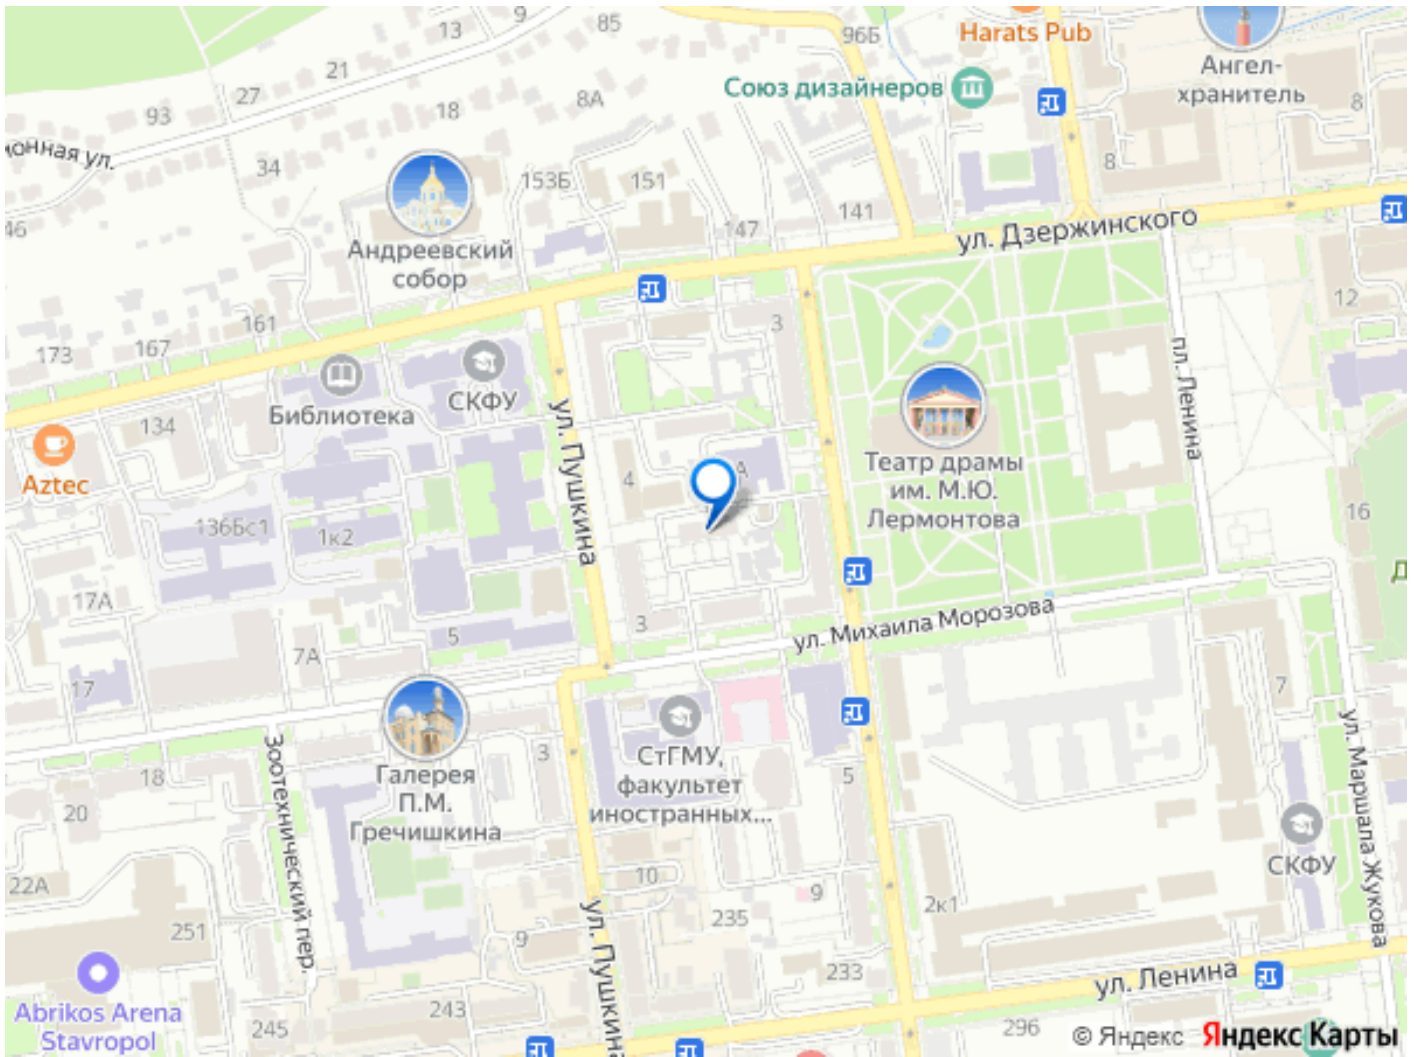 9
13
85
96Б
Harats Pub
21
Ангел-
хранитель
Союз дизайнеров
27
8А
8
93
18
онная ул.
34
8
153Б
151
46
147
141
ул. Дзержинского
Андреевский
собор
161
3
12
173
167
пл. Ленина
Библиотека
СКФУ
134
ул. Пушкина
Aztec
4
А
Театр драмы
им. М.Ю.
Лермонтова
136Бс1
1к2
16
Д
17А
ул. Михаила Морозова
5
3
7А
17
7
Галерея
П.М.
Гречишкина
3
СтГМУ,
факультет
иностранных...
5
ул. Маршала Жукова
Зоотехнический пер.
18
20
22А
СКФУ
10
9
2к1
235
251
9
ул. Пушкина
233
ул. Ленина
Abrikos Arena
Stavropol
243
245
296
© Яндекс Яндекс Карты